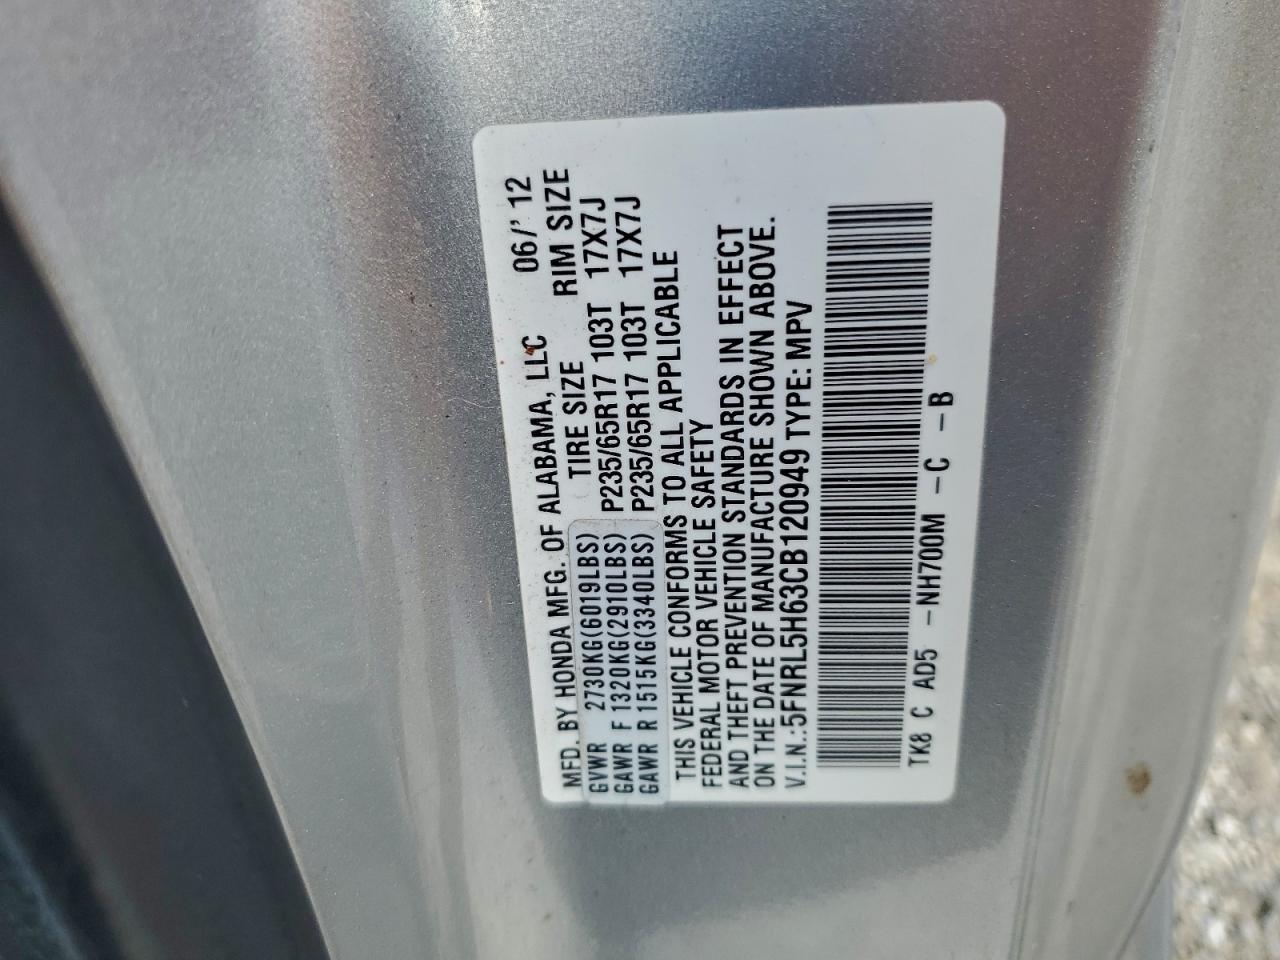 MFD. BY HONDA MFG. OF ALABAMA, LLC 06/'12
TIRE SIZE RIM SIZE
GVWR 2730KG(6019LBS)
GAWR F 1320KG(2910LBS) P235/65R17 103T 17X7J
GAWR R 1515KG(3340LBS) P235/65R17 103T 17X7J
THIS VEHICLE CONFORMS TO ALL APPLICABLE
FEDERAL MOTOR VEHICLE SAFETY
AND THEFT PREVENTION STANDARDS IN EFFECT
ON THE DATE OF MANUFACTURE SHOWN ABOVE.
V.I.N.:5FNRL5H63CB120949 TYPE: MPV
TK8 C AD5 -NH700M -C -B